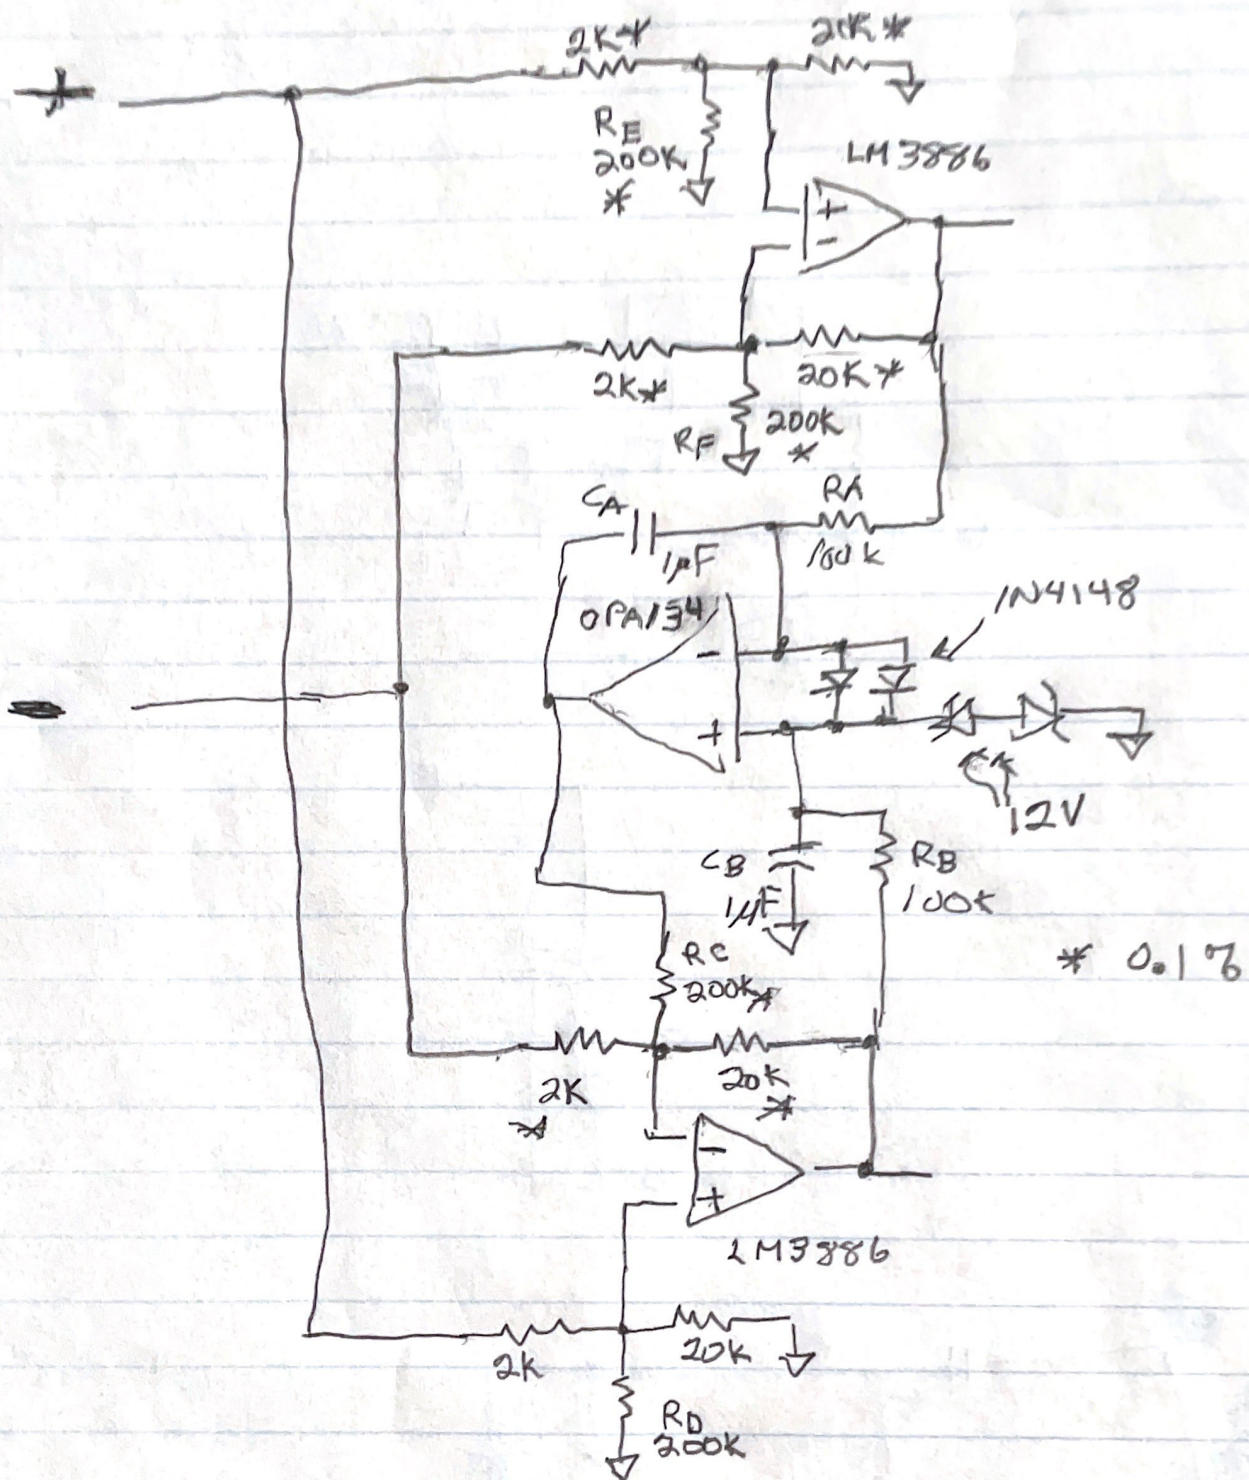 2K*
20K*
+
RE
200K
*
LM3886
+
-
2K*
20K*
RF
200K
*
CA
1µF
RA
100k
OPA134
1N4148
-
+
12V
CB
1µF
RB
100K
* 0.1%
RC
200K*
2K
*
20K
*
-
+
LM3886
2K
20K
RD
200K